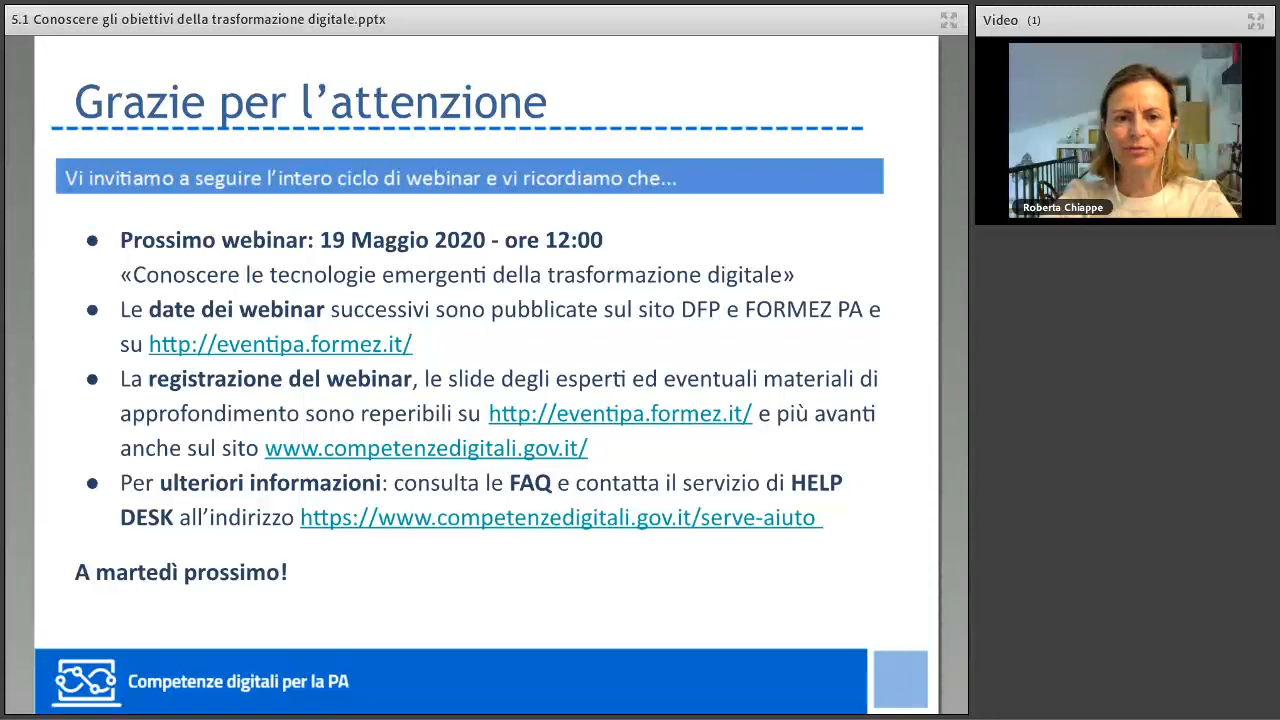 5.1 Conoscere gli obiettivi della trasformazione digitale.pptx
Video (1)
Roberta Chiappe
Grazie per l'attenzione
Vi invitiamo a seguire l'intero ciclo di webinar e vi ricordiamo che...
● Prossimo webinar: 19 Maggio 2020 - ore 12:00
«Conoscere le tecnologie emergenti della trasformazione digitale»
● Le date dei webinar successivi sono pubblicate sul sito DFP e FORMEZ PA e
su http://eventipa.formez.it/
● La registrazione del webinar, le slide degli esperti ed eventuali materiali di
approfondimento sono reperibili su http://eventipa.formez.it/ e più avanti
anche sul sito www.competenzedigitali.gov.it/
● Per ulteriori informazioni: consulta le FAQ e contatta il servizio di HELP
DESK all'indirizzo https://www.competenzedigitali.gov.it/serve-aiuto
A martedì prossimo!
Competenze digitali per la PA